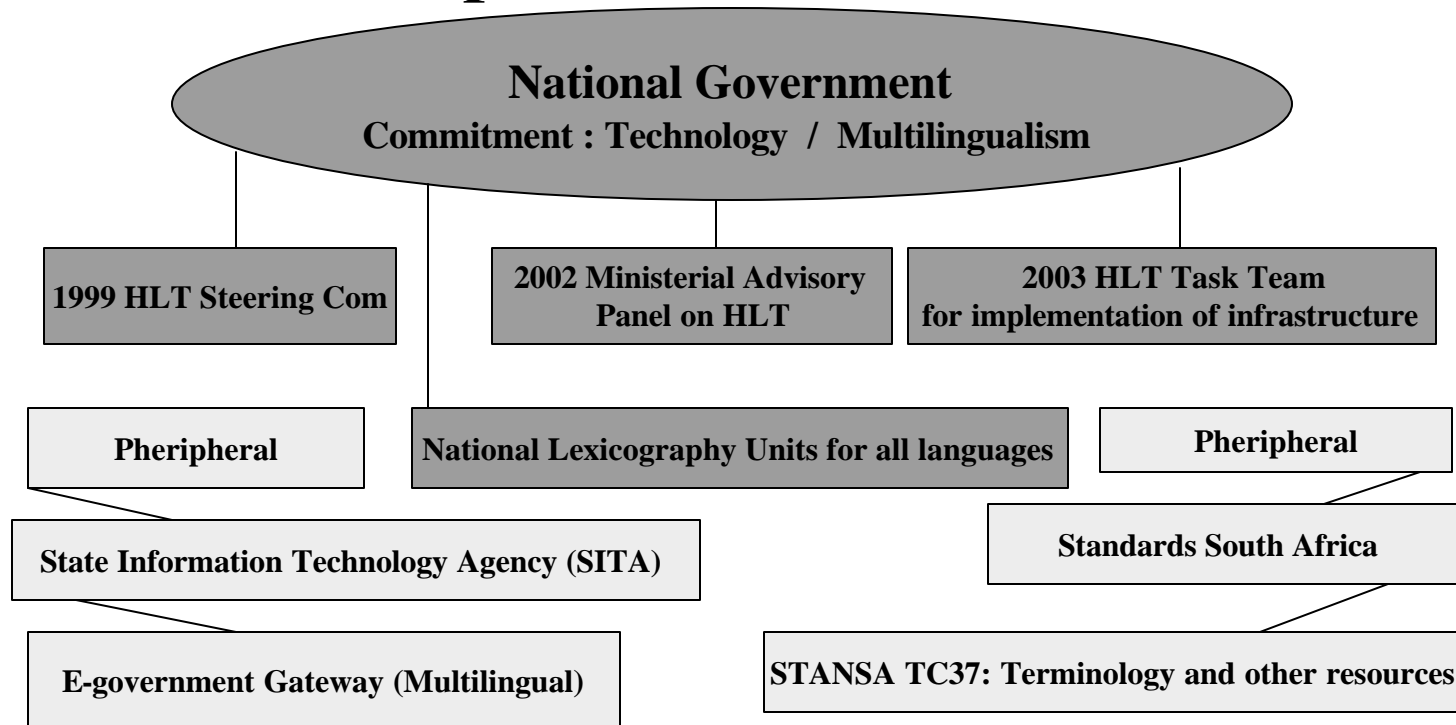 National Government
Commitment : Technology / Multilingualism
1999 HLT Steering Com
2002 Ministerial Advisory
Panel on HLT
2003 HLT Task Team
for implementation of infrastructure
Pheripheral
National Lexicography Units for all languages
Pheripheral
State Information Technology Agency (SITA)
Standards South Africa
E-government Gateway (Multilingual)
STANSA TC37: Terminology and other resources